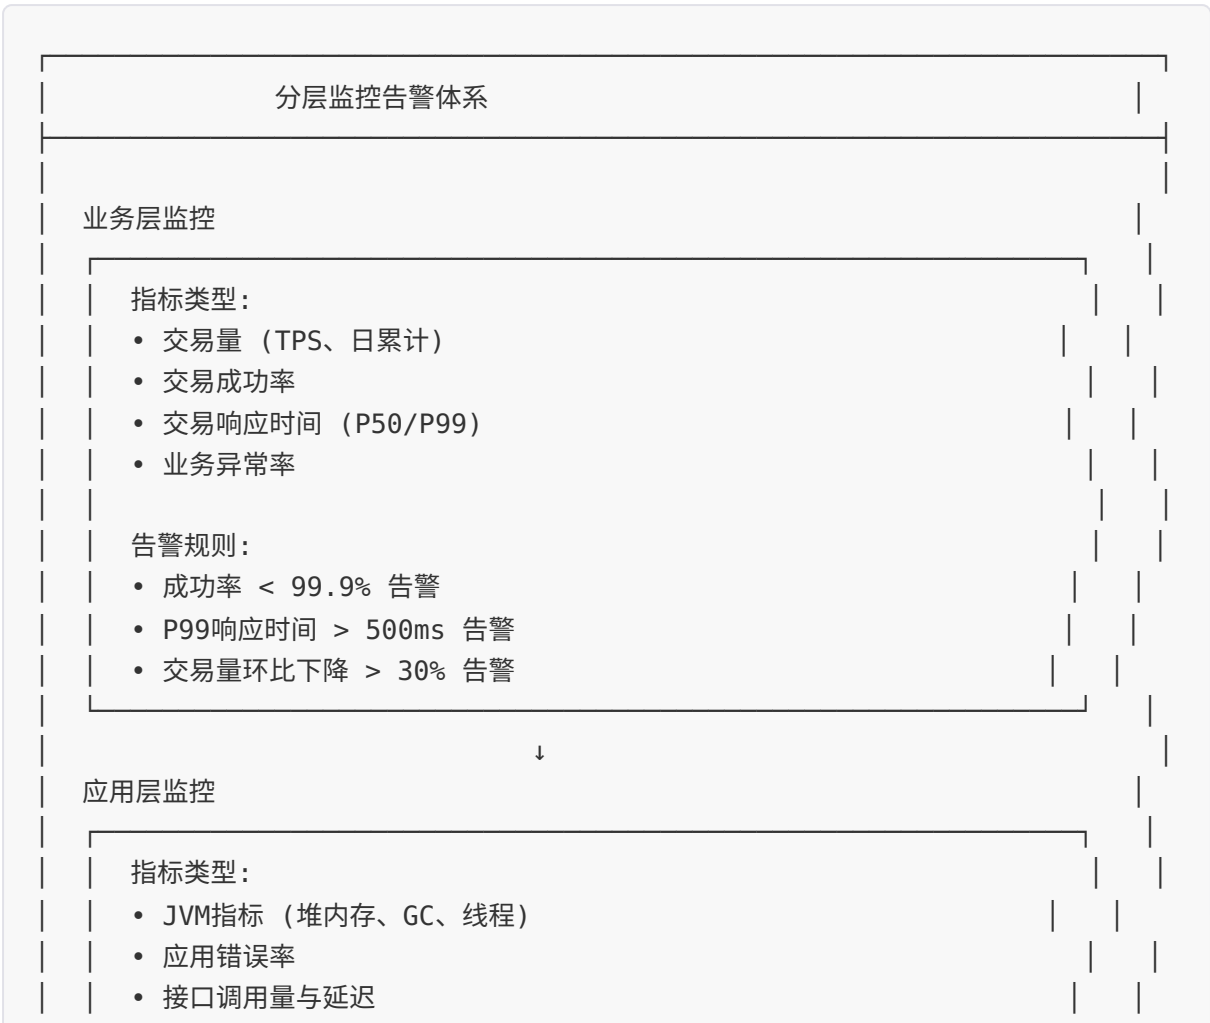 分层监控告警体系
业务层监控
指标类型:
• 交易量 (TPS、日累计)
• 交易成功率
• 交易响应时间 (P50/P99)
• 业务异常率
告警规则:
• 成功率 < 99.9% 告警
• P99响应时间 > 500ms 告警
• 交易量环比下降 > 30% 告警
↓
应用层监控
指标类型:
• JVM指标 (堆内存、GC、线程)
• 应用错误率
• 接口调用量与延迟